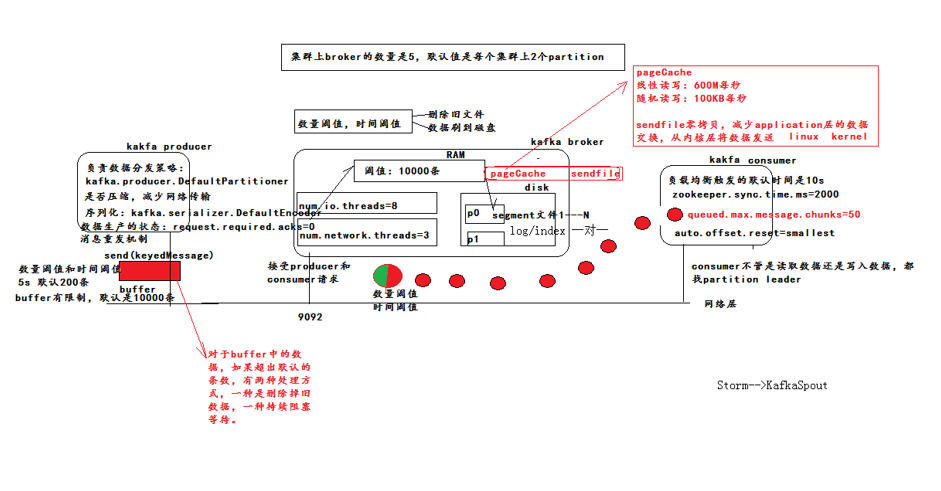 集群上broker的数量是5，默认值是每个集群上2个partition
pageCache
线性读写：600M每秒
随机读写：100KB每秒
sendfile零拷贝，减少application层的数据
交换，从内核层将数据发送 linux kernel
数量阈值，时间阈值
删除旧文件
数据刷到磁盘
kakfa producer
负责数据分发策略：
kafka.producer.DefaultPartitioner
是否压缩，减少网络传输
序列化：kafka.serializer.DefaultEncoder
数据生产的状态：request.required.acks=0
消息重发机制
send(keyedMessage)
数量阈值和时间阈值
5s 默认200条
buffer
buffer有限制，默认是10000条
kafka broker
RAM
阈值：10000条
pageCache sendfile
disk
num.io.threads=8
num.network.threads=3
p0
p1
segment文件1---N
log/index 一对一
接受producer和
consumer请求
数量阈值
时间阈值
9092
kakfa consumer
负载均衡触发的默认时间是10s
zookeeper.sync.time.ms=2000
queued.max.message.chunks=50
auto.offset.reset=smallest
consumer不管是读取数据还是写入数据，都
找partition leader
网络层
对于buffer中的数
据，如果超出默认的
条数，有两种处理方
式，一种是删除掉旧
数据，一种持续阻塞
等待。
Storm-->KafkaSpout